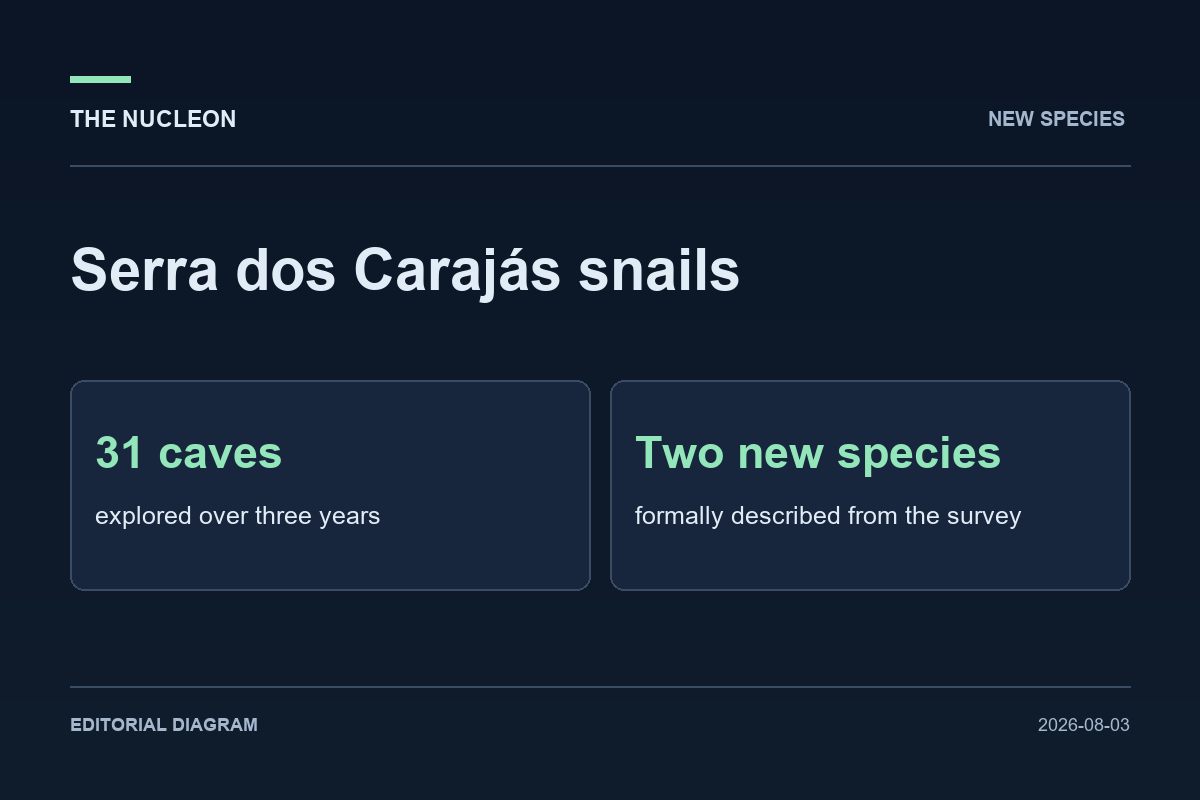 THE NUCLEON
NEW SPECIES
Serra dos Carajás snails
31 caves
explored over three years
Two new species
formally described from the survey
EDITORIAL DIAGRAM
2026-08-03